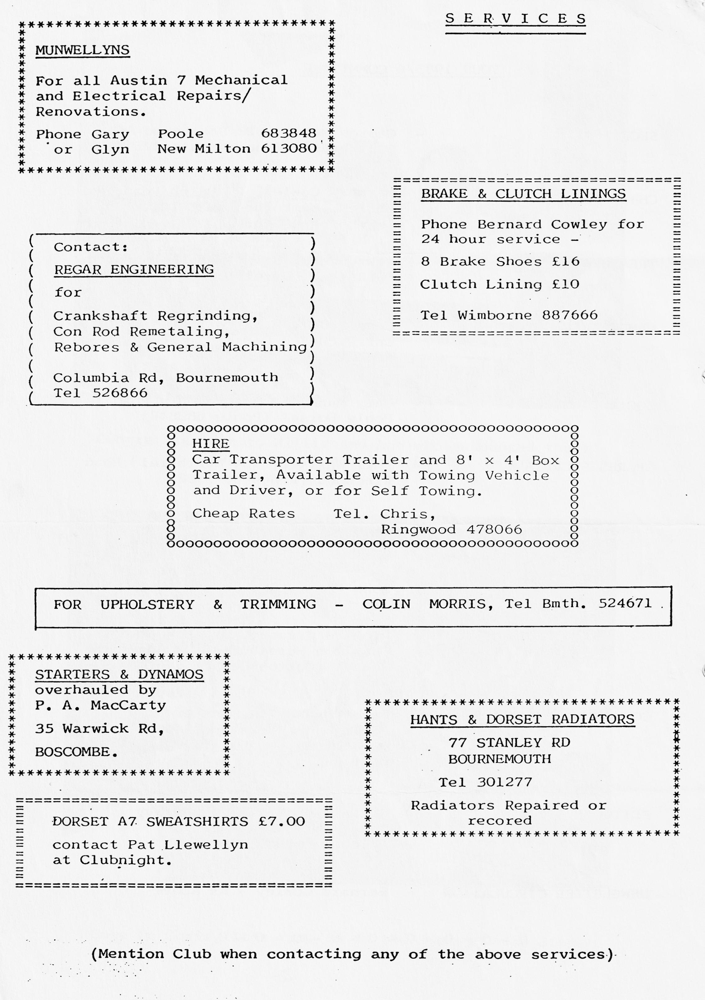 S E R V I C E S
MUNWELLYNS
For all Austin 7 Mechanical
and Electrical Repairs/
Renovations.
Phone Gary Poole 683848
or Glyn New Milton 613080
BRAKE & CLUTCH LININGS
Phone Bernard Cowley for
24 hour service -
8 Brake Shoes £16
Clutch Lining £10
Tel Wimborne 887666
Contact:
REGAR ENGINEERING
for
Crankshaft Regrinding,
Con Rod Remetaling,
Rebores & General Machining
Columbia Rd, Bournemouth
Tel 526866
HIRE
Car Transporter Trailer and 8' x 4' Box
Trailer, Available with Towing Vehicle
and Driver, or for Self Towing.
Cheap Rates Tel. Chris,
Ringwood 478066
FOR UPHOLSTERY & TRIMMING - COLIN MORRIS, Tel Bmth. 524671
STARTERS & DYNAMOS
overhauled by
P. A. MacCarty
35 Warwick Rd,
BOSCOMBE.
HANTS & DORSET RADIATORS
77 STANLEY RD
BOURNEMOUTH
Tel 301277
Radiators Repaired or
recored
DORSET A7 SWEATSHIRTS £7.00
contact Pat Llewellyn
at Clubnight.
(Mention Club when contacting any of the above services)